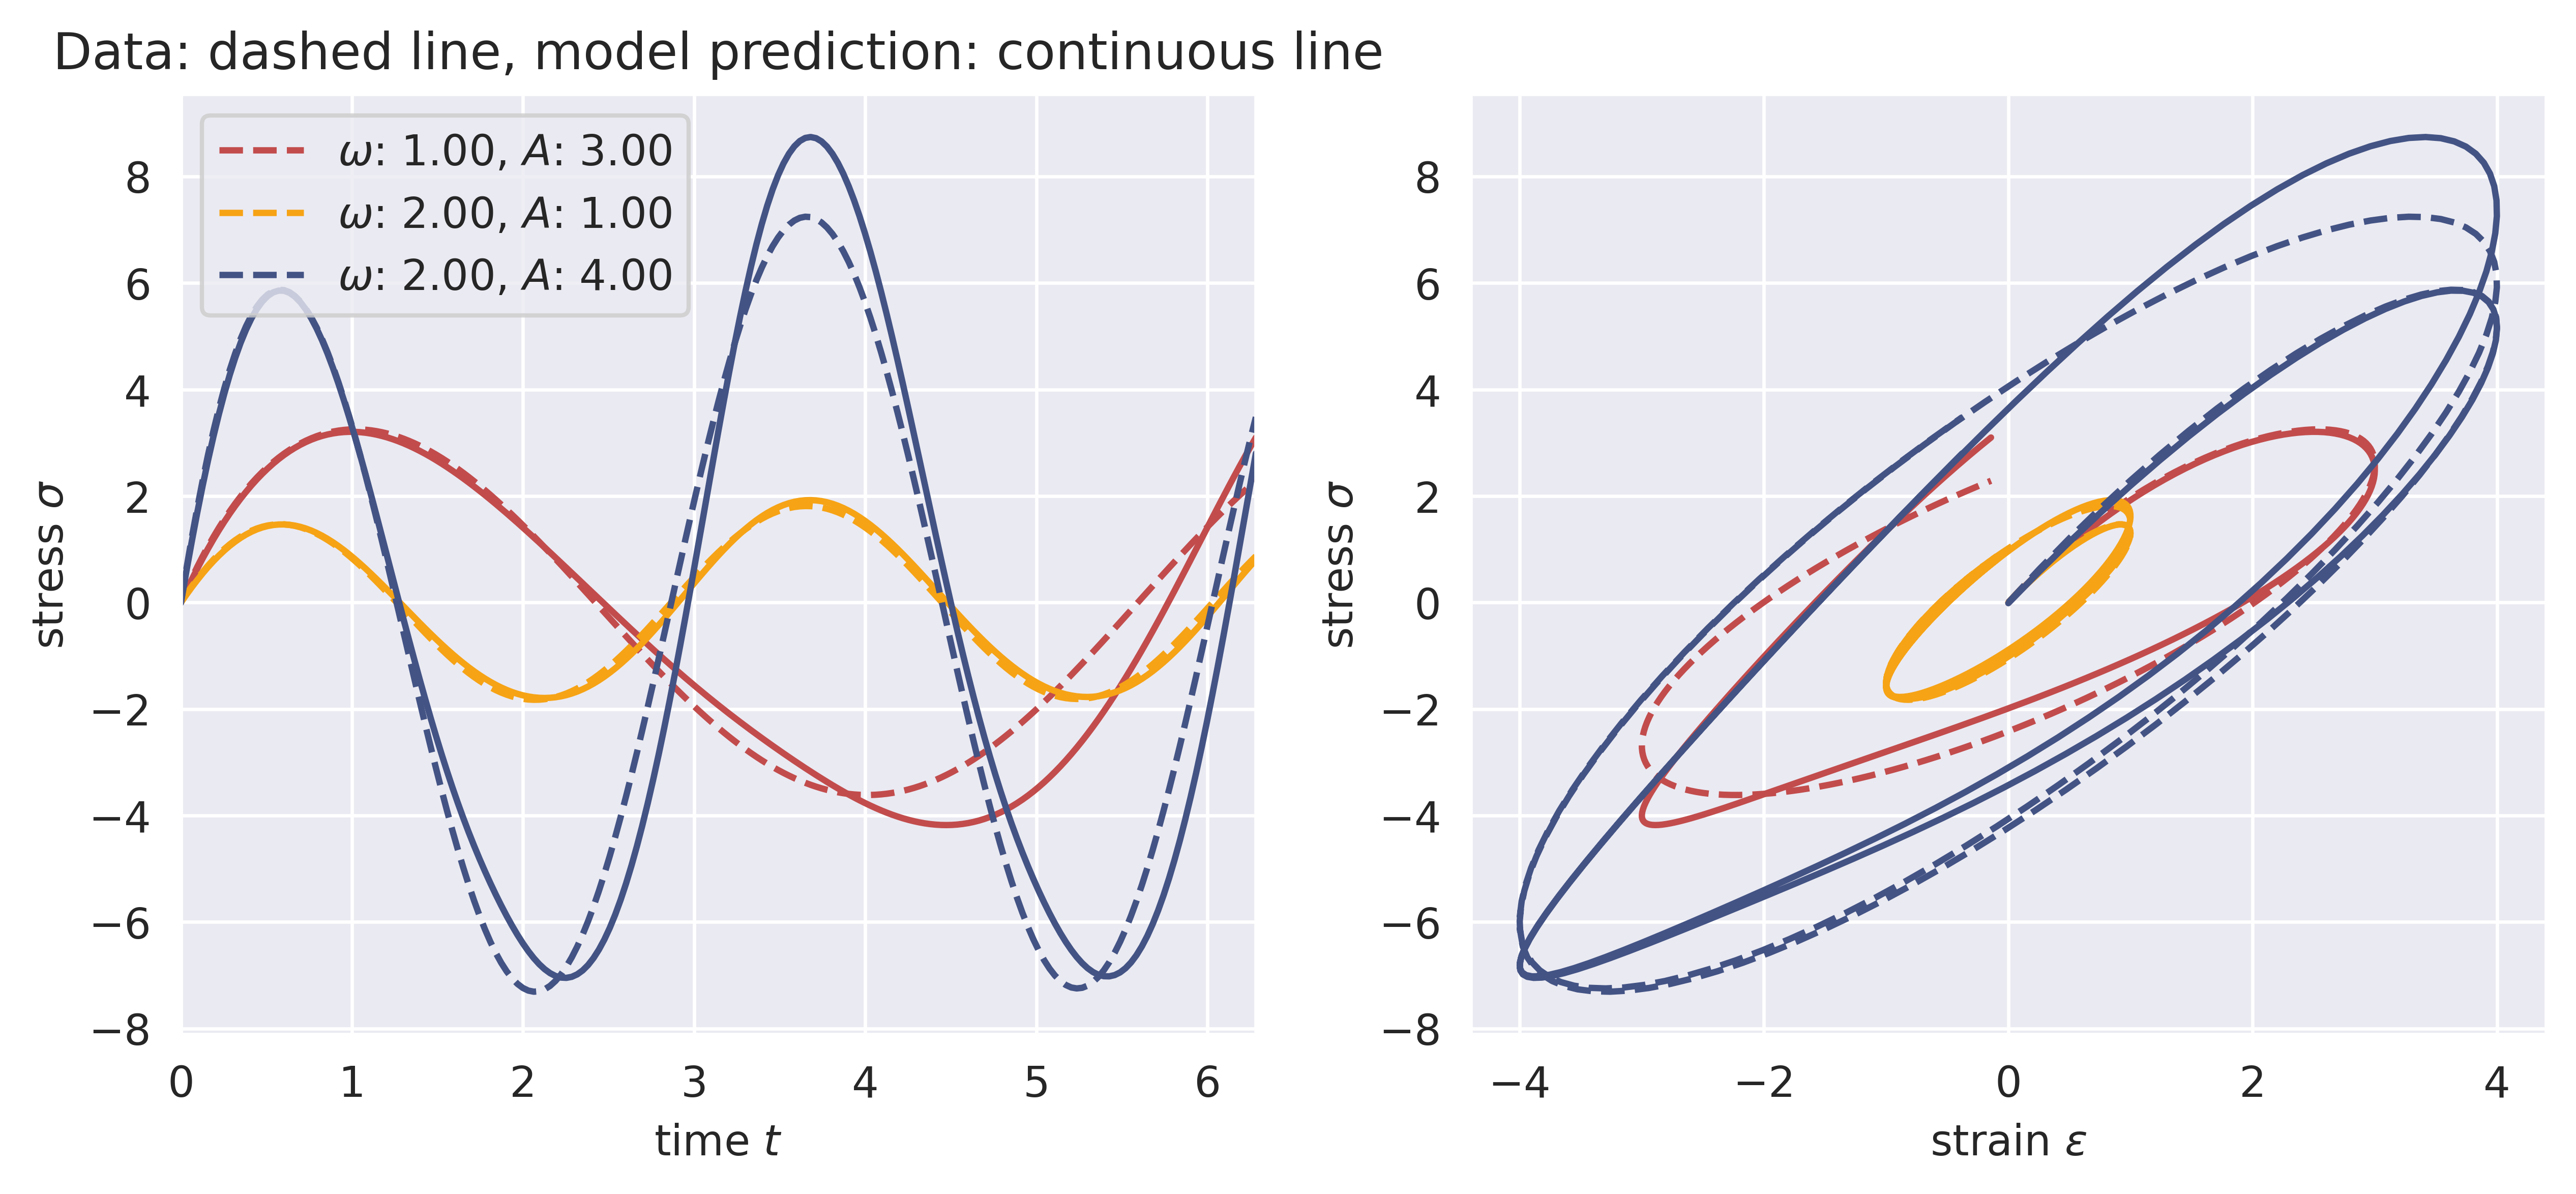 Data: dashed line, model prediction: continuous line
ω: 1.00, A: 3.00
ω: 2.00, A: 1.00
ω: 2.00, A: 4.00
8
6
4
2
0
−2
−4
−6
−8
stress σ
0 1 2 3 4 5 6
time t
8
6
4
2
0
−2
−4
−6
−8
stress σ
−4 −2 0 2 4
strain ε